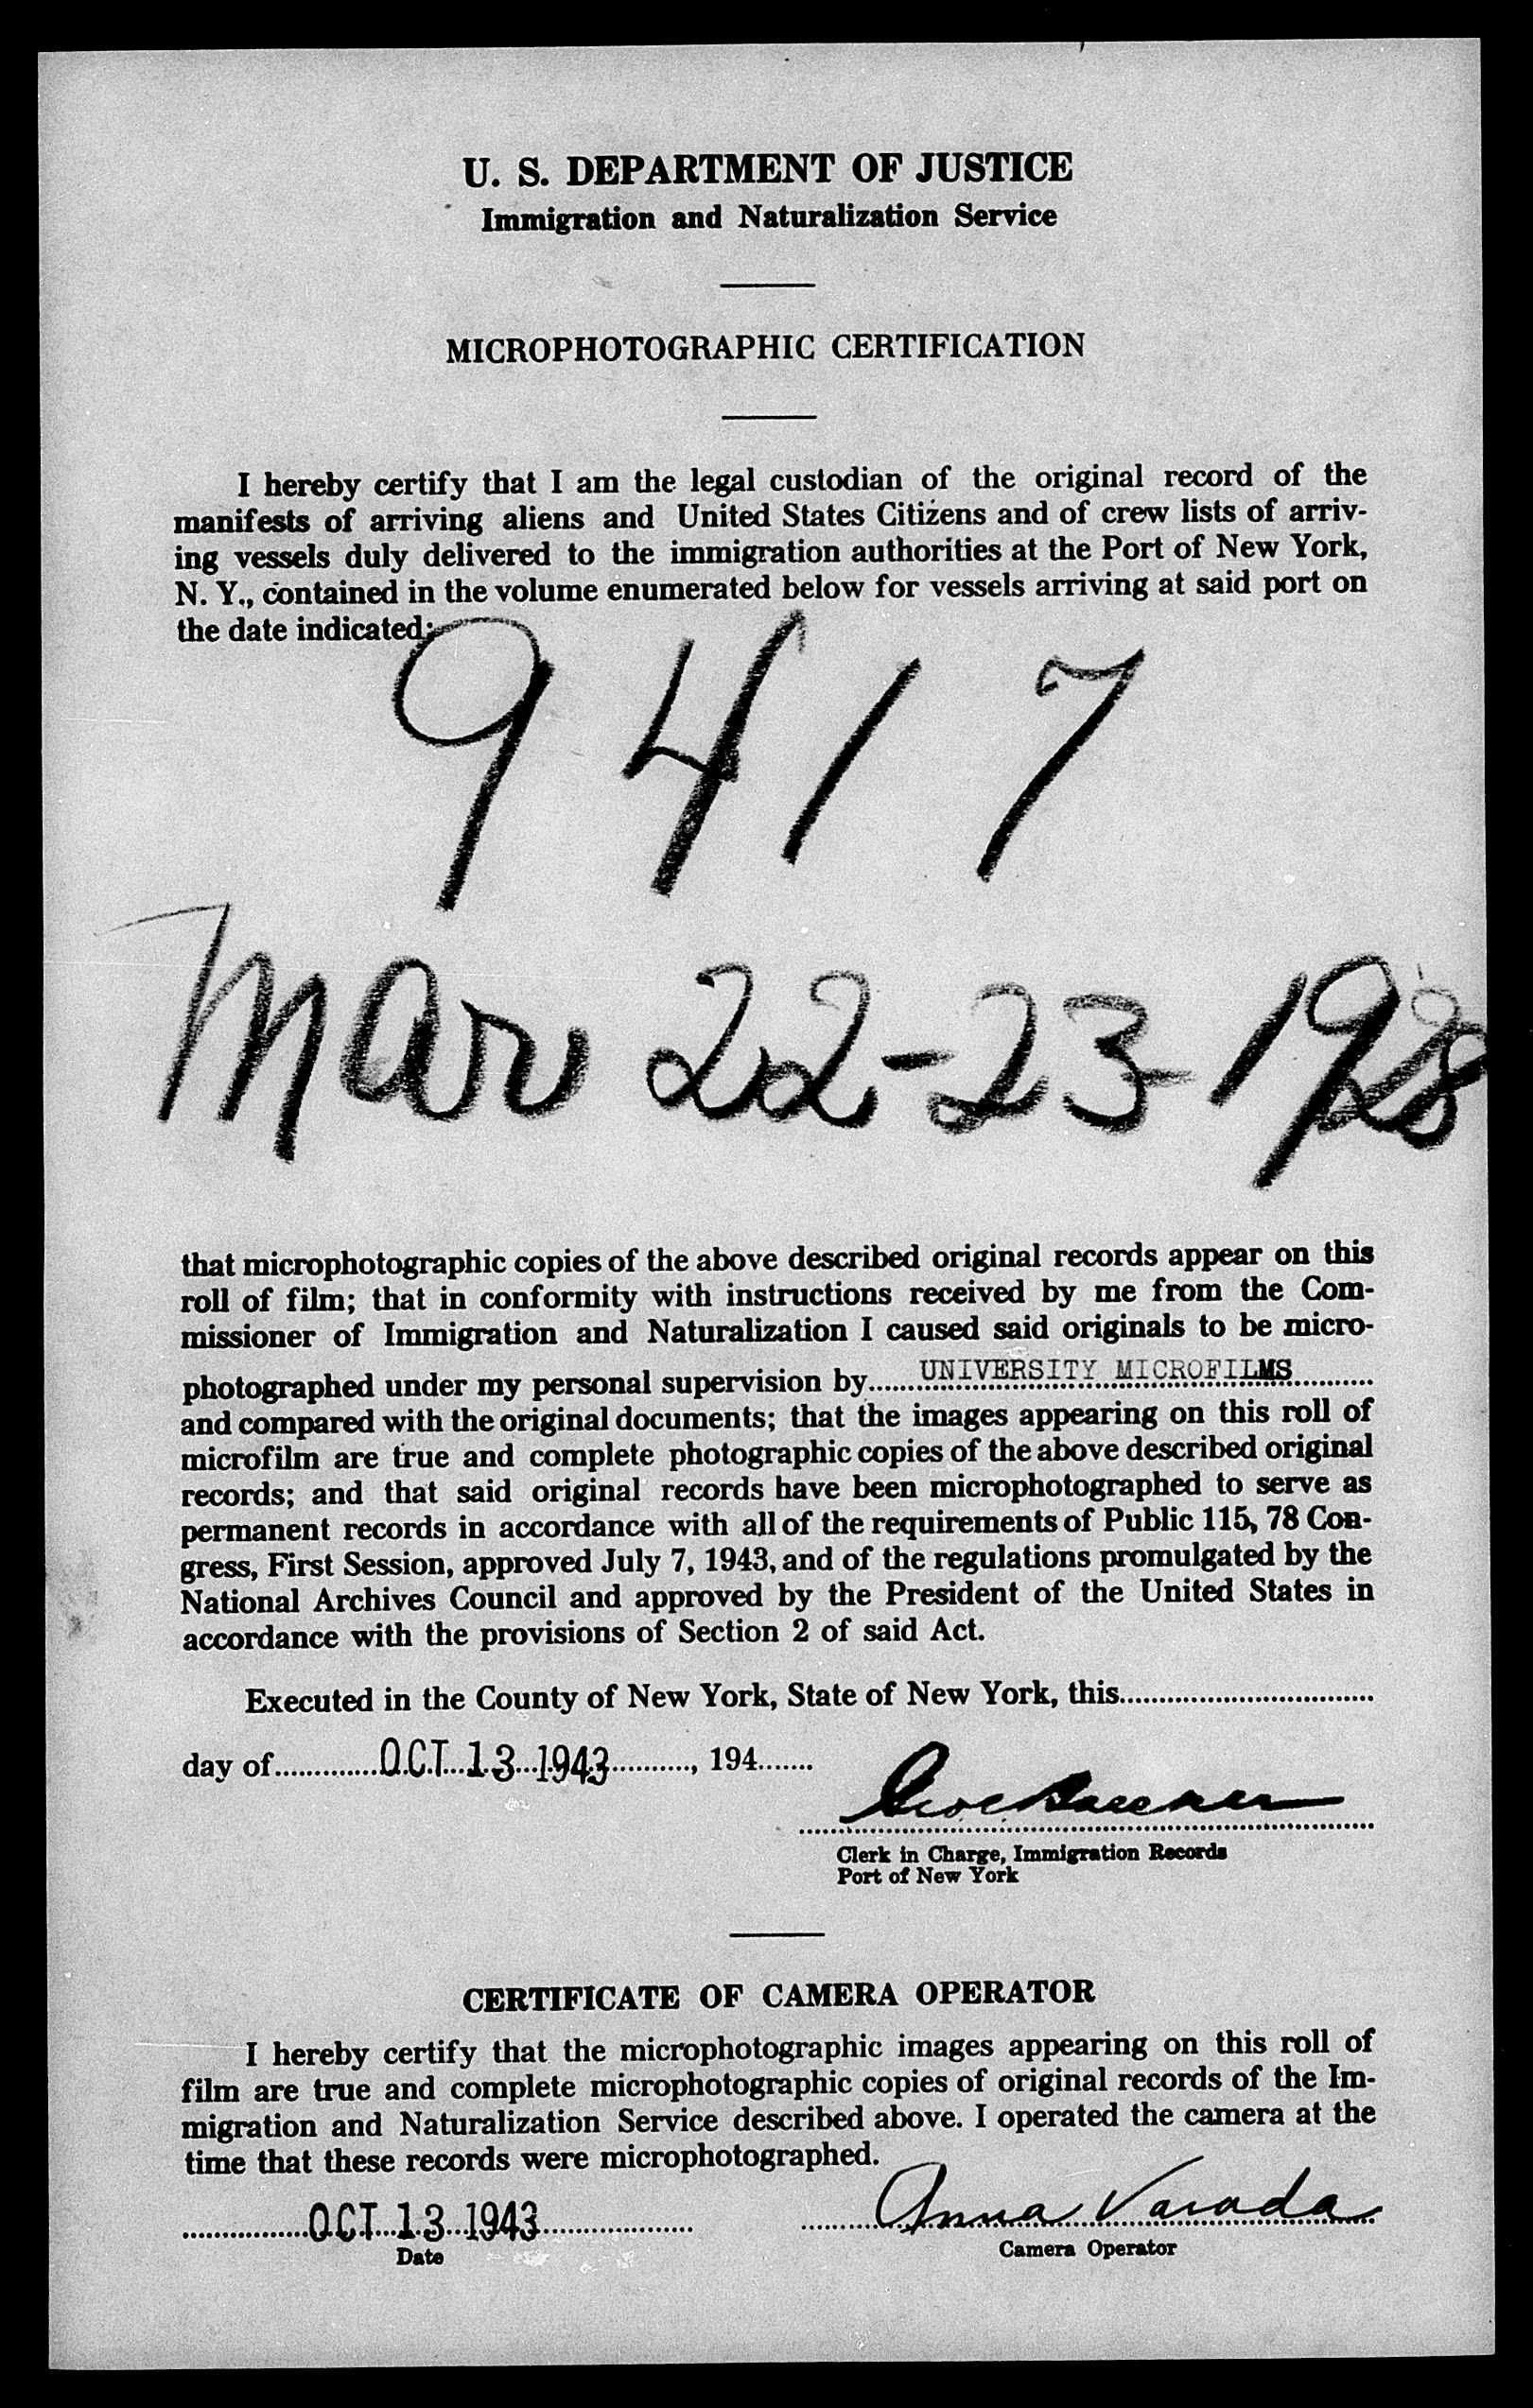 U. S. DEPARTMENT OF JUSTICE
Immigration and Naturalization Service
MICROPHOTOGRAPHIC CERTIFICATION
I hereby certify that I am the legal custodian of the original record of the
manifests of arriving aliens and United States Citizens and of crew lists of arriv-
ing vessels duly delivered to the immigration authorities at the Port of New York,
N. Y., contained in the volume enumerated below for vessels arriving at said port on
the date indicated:
9417
Mar 22-23-1928
that microphotographic copies of the above described original records appear on this
roll of film; that in conformity with instructions received by me from the Com-
missioner of Immigration and Naturalization I caused said originals to be micro-
photographed under my personal supervision by UNIVERSITY MICROFILMS
and compared with the original documents; that the images appearing on this roll of
microfilm are true and complete photographic copies of the above described original
records; and that said original records have been microphotographed to serve as
permanent records in accordance with all of the requirements of Public 115, 78 Con-
gress, First Session, approved July 7, 1943, and of the regulations promulgated by the
National Archives Council and approved by the President of the United States in
accordance with the provisions of Section 2 of said Act.
Executed in the County of New York, State of New York, this
day of OCT 13 1943, 194
Clerk in Charge, Immigration Records
Port of New York
CERTIFICATE OF CAMERA OPERATOR
I hereby certify that the microphotographic images appearing on this roll of
film are true and complete microphotographic copies of original records of the Im-
migration and Naturalization Service described above. I operated the camera at the
time that these records were microphotographed.
OCT 13 1943 Anna Varada
Date Camera Operator